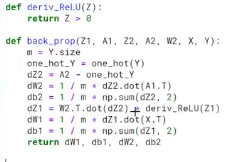 def deriv_ReLU(Z):
    return Z > 0

def back_prop(Z1, A1, Z2, A2, W2, X, Y):
    m = Y.size
    one_hot_Y = one_hot(Y)
    dZ2 = A2 - one_hot_Y
    dW2 = 1 / m * dZ2.dot(A1.T)
    db2 = 1 / m * np.sum(dZ2, 2)
    dZ1 = W2.T.dot(dZ2) * deriv_ReLU(Z1)
    dW1 = 1 / m * dZ1.dot(X.T)
    db1 = 1 / m * np.sum(dZ1, 2)
    return dW1, db1, dW2, db2